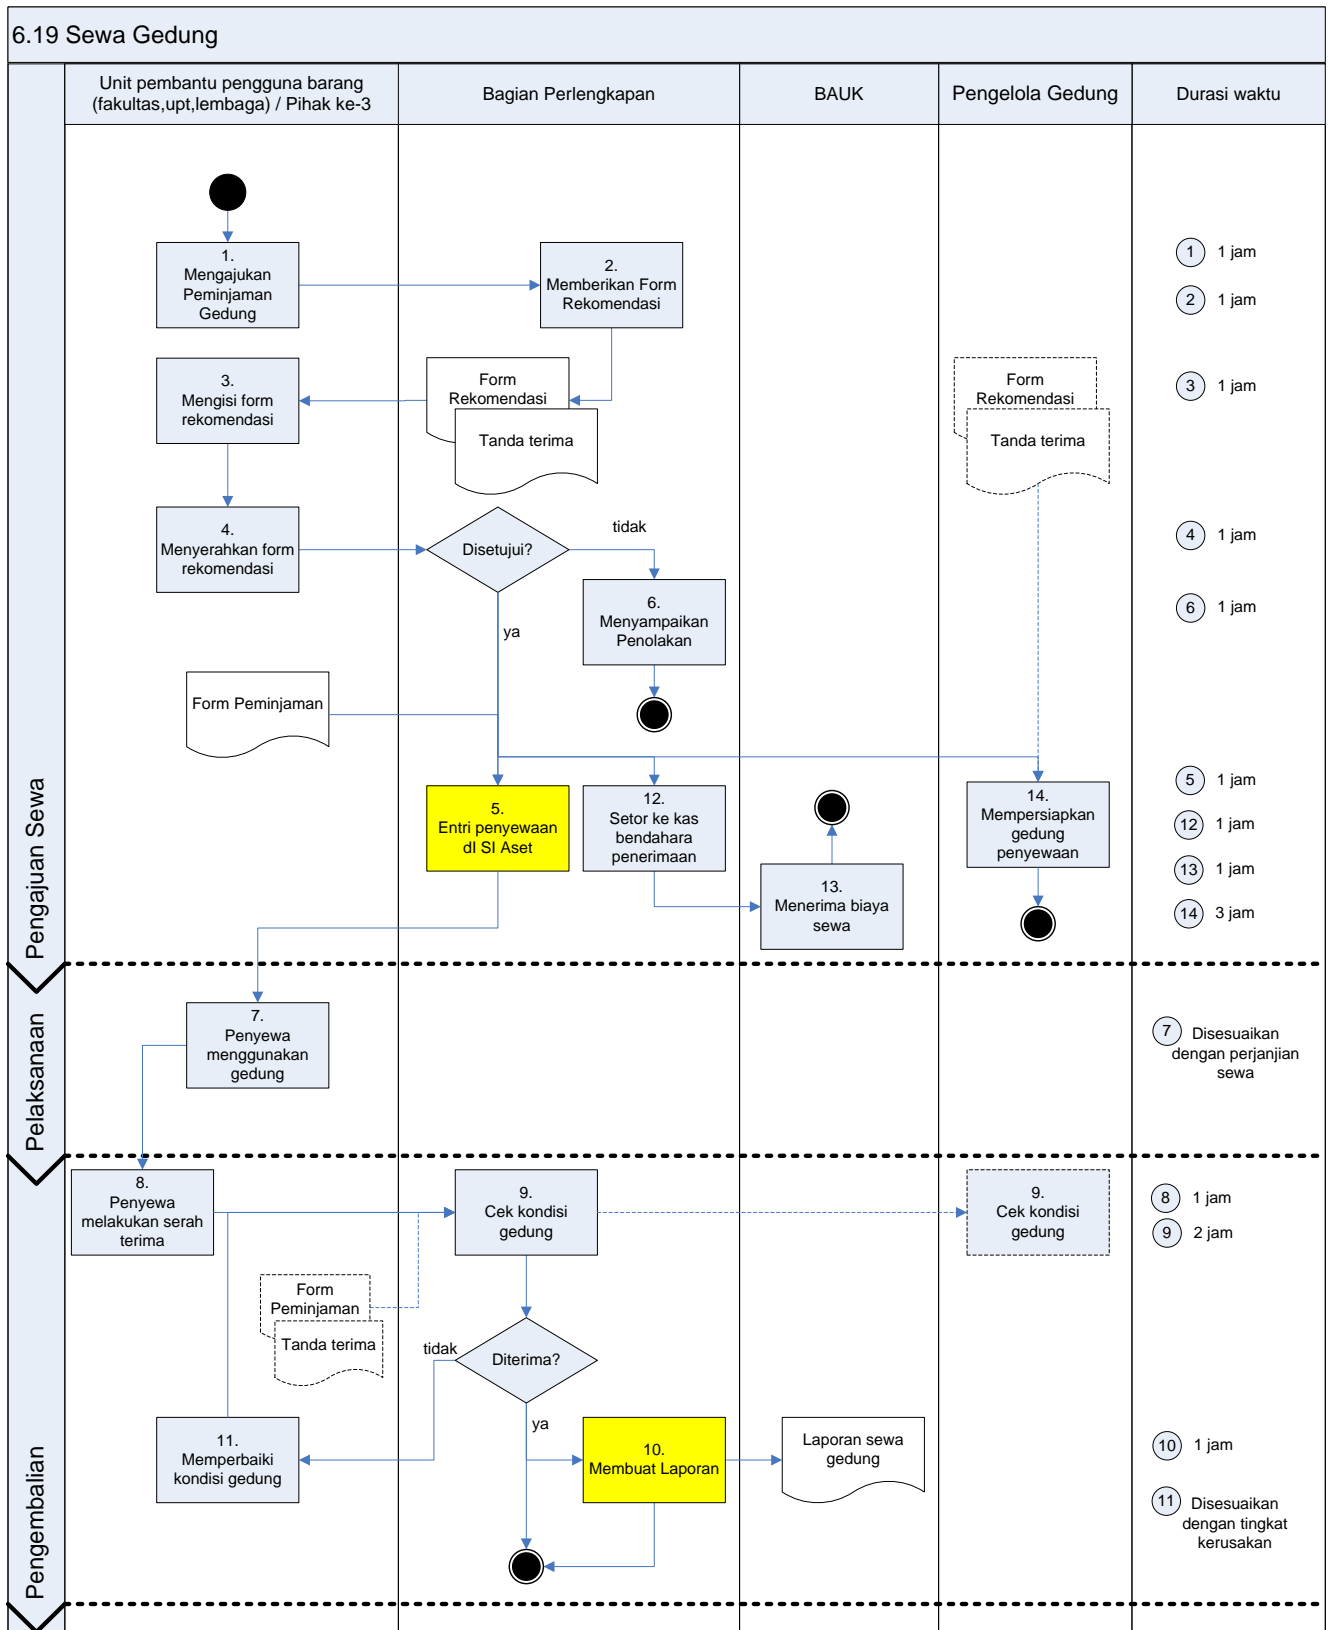 6.19 Sewa Gedung
Unit pembantu pengguna barang
(fakultas,upt,lembaga) / Pihak ke-3
Bagian Perlengkapan
BAUK
Pengelola Gedung
Durasi waktu
Pengajuan Sewa
1.
Mengajukan
Peminjaman
Gedung
2.
Memberikan Form
Rekomendasi
1 1 jam
2 1 jam
3.
Mengisi form
rekomendasi
Form
Rekomendasi
Tanda terima
Form
Rekomendasi
Tanda terima
3 1 jam
4.
Menyerahkan form
rekomendasi
Disetujui?
tidak
ya
4 1 jam
6.
Menyampaikan
Penolakan
6 1 jam
Form Peminjaman
5.
Entri penyewaan
dI SI Aset
12.
Setor ke kas
bendahara
penerimaan
13.
Menerima biaya
sewa
14.
Mempersiapkan
gedung
penyewaan
5 1 jam
12 1 jam
13 1 jam
14 3 jam
Pelaksanaan
7.
Penyewa
menggunakan
gedung
7 Disesuaikan
dengan perjanjian
sewa
Pengembalian
8.
Penyewa
melakukan serah
terima
9.
Cek kondisi
gedung
9.
Cek kondisi
gedung
8 1 jam
9 2 jam
Form
Peminjaman
Tanda terima
Diterima?
tidak
ya
11.
Memperbaiki
kondisi gedung
10.
Membuat Laporan
Laporan sewa
gedung
10 1 jam
11 Disesuaikan
dengan tingkat
kerusakan